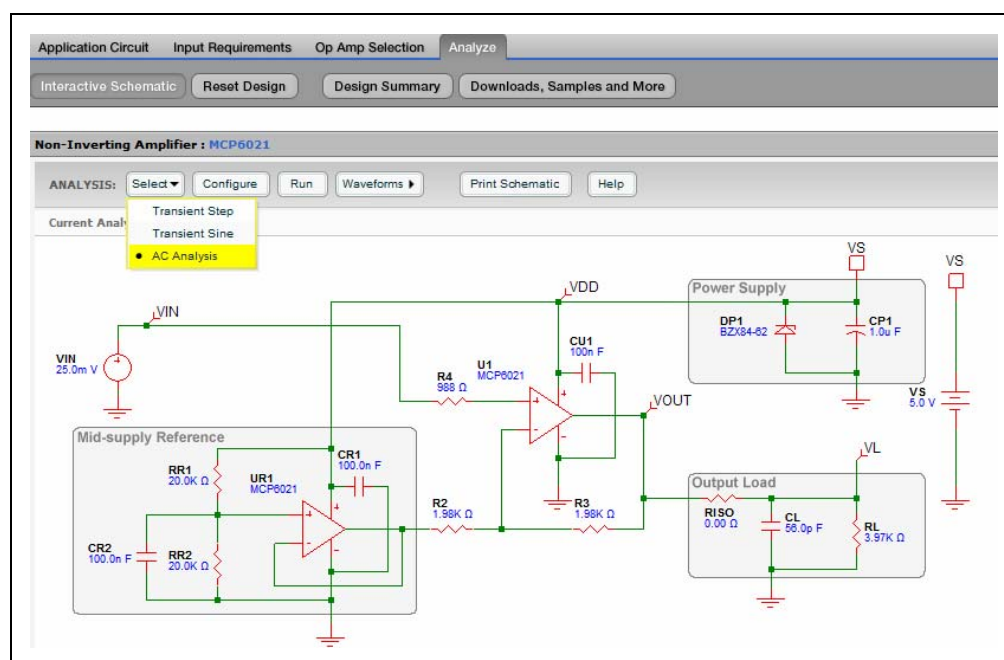 Application Circuit Input Requirements Op Amp Selection Analyze
Interactive Schematic Reset Design Design Summary Downloads, Samples and More
Non-Inverting Amplifier : MCP6021
ANALYSIS: Select Configure Run Waveforms Print Schematic Help
Transient Step
Current Analy
Transient Sine
AC Analysis
VS
VS
VDD
Power Supply
VIN
DP1
BZX84-62
CP1
1.0u F
CU1
100n F
VIN
25.0m V
U1
MCP6021
R4
988 Ω
VS
5.0 V
VOUT
Mid-supply Reference
VL
CR1
100.0n F
RR1
20.0K Ω
UR1
MCP6021
Output Load
R2
1.98K Ω
R3
1.98K Ω
RISO
0.00 Ω
CL
56.0p F
RL
3.97K Ω
CR2
100.0n F
RR2
20.0K Ω